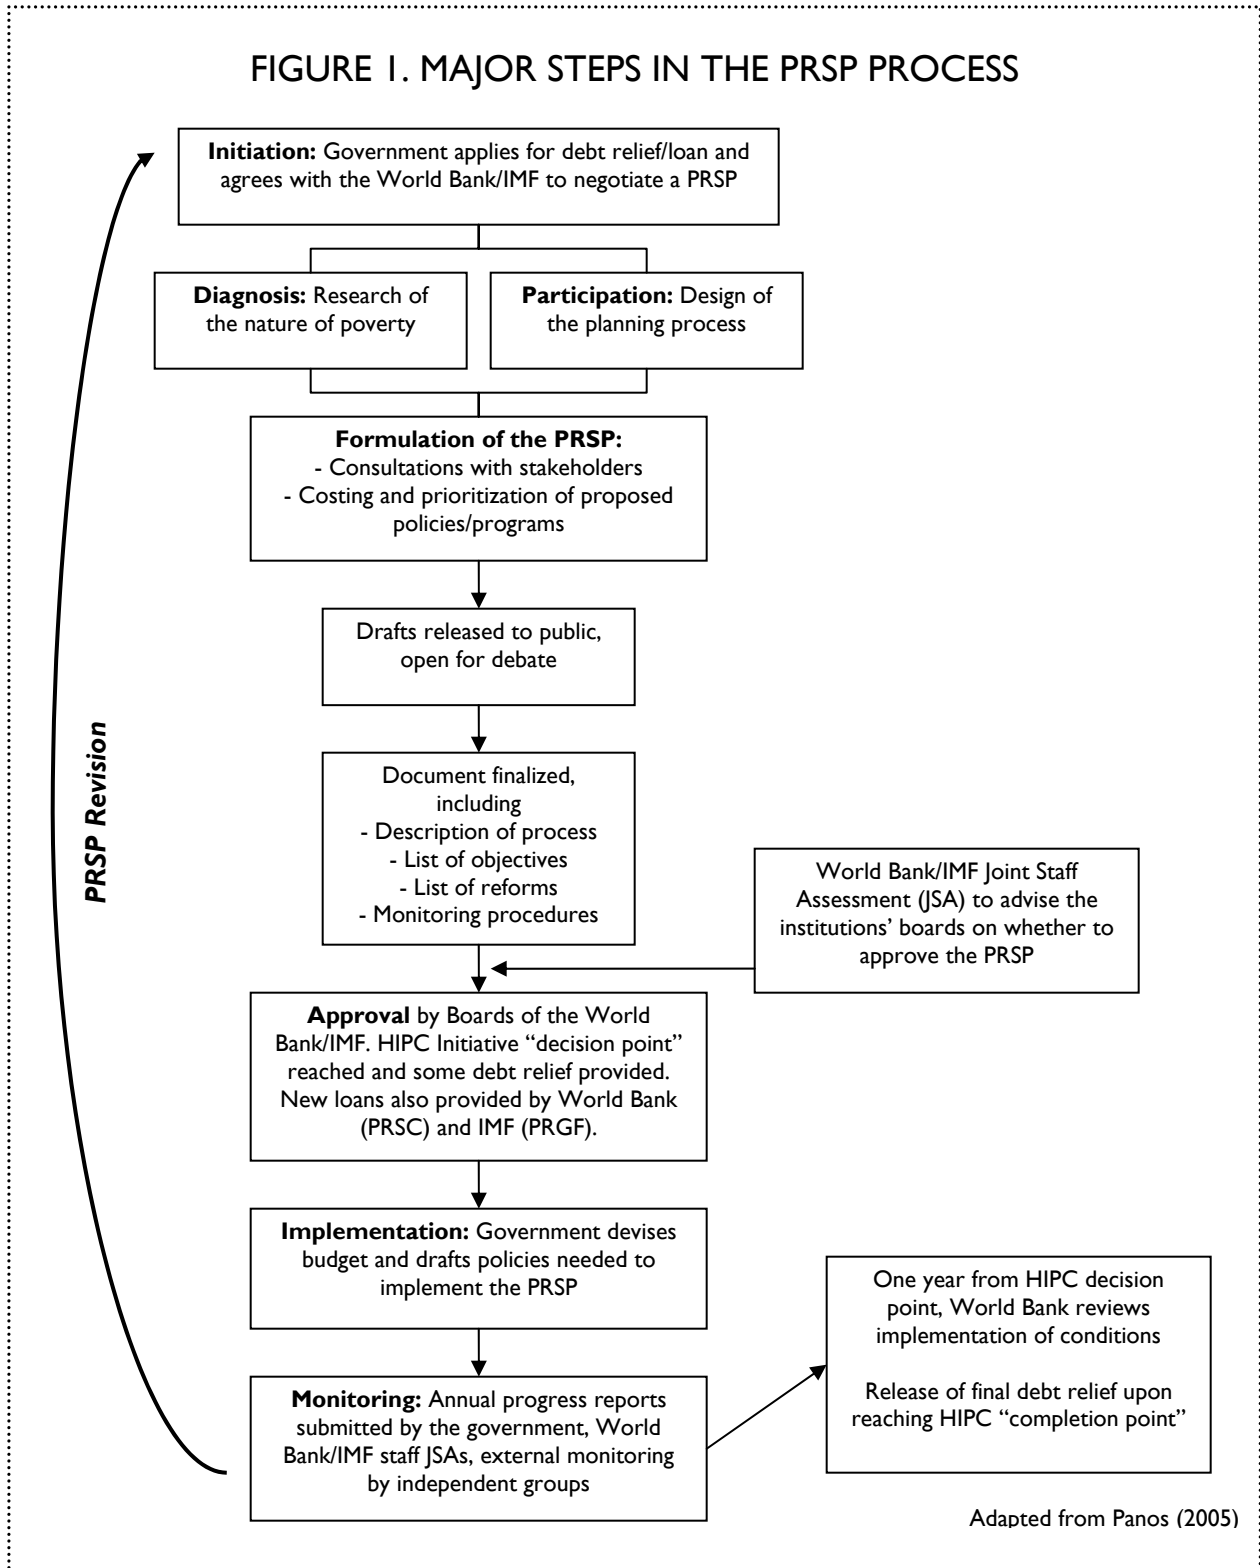 FIGURE 1. MAJOR STEPS IN THE PRSP PROCESS
Initiation: Government applies for debt relief/loan and
agrees with the World Bank/IMF to negotiate a PRSP
Diagnosis: Research of
the nature of poverty
Participation: Design of
the planning process
Formulation of the PRSP:
- Consultations with stakeholders
- Costing and prioritization of proposed
policies/programs
Drafts released to public,
open for debate
PRSP Revision
Document finalized,
including
- Description of process
- List of objectives
- List of reforms
- Monitoring procedures
World Bank/IMF Joint Staff
Assessment (JSA) to advise the
institutions’ boards on whether to
approve the PRSP
Approval by Boards of the World
Bank/IMF. HIPC Initiative “decision point”
reached and some debt relief provided.
New loans also provided by World Bank
(PRSC) and IMF (PRGF).
Implementation: Government devises
budget and drafts policies needed to
implement the PRSP
One year from HIPC decision
point, World Bank reviews
implementation of conditions
Release of final debt relief upon
reaching HIPC “completion point”
Monitoring: Annual progress reports
submitted by the government, World
Bank/IMF staff JSAs, external monitoring
by independent groups
Adapted from Panos (2005)